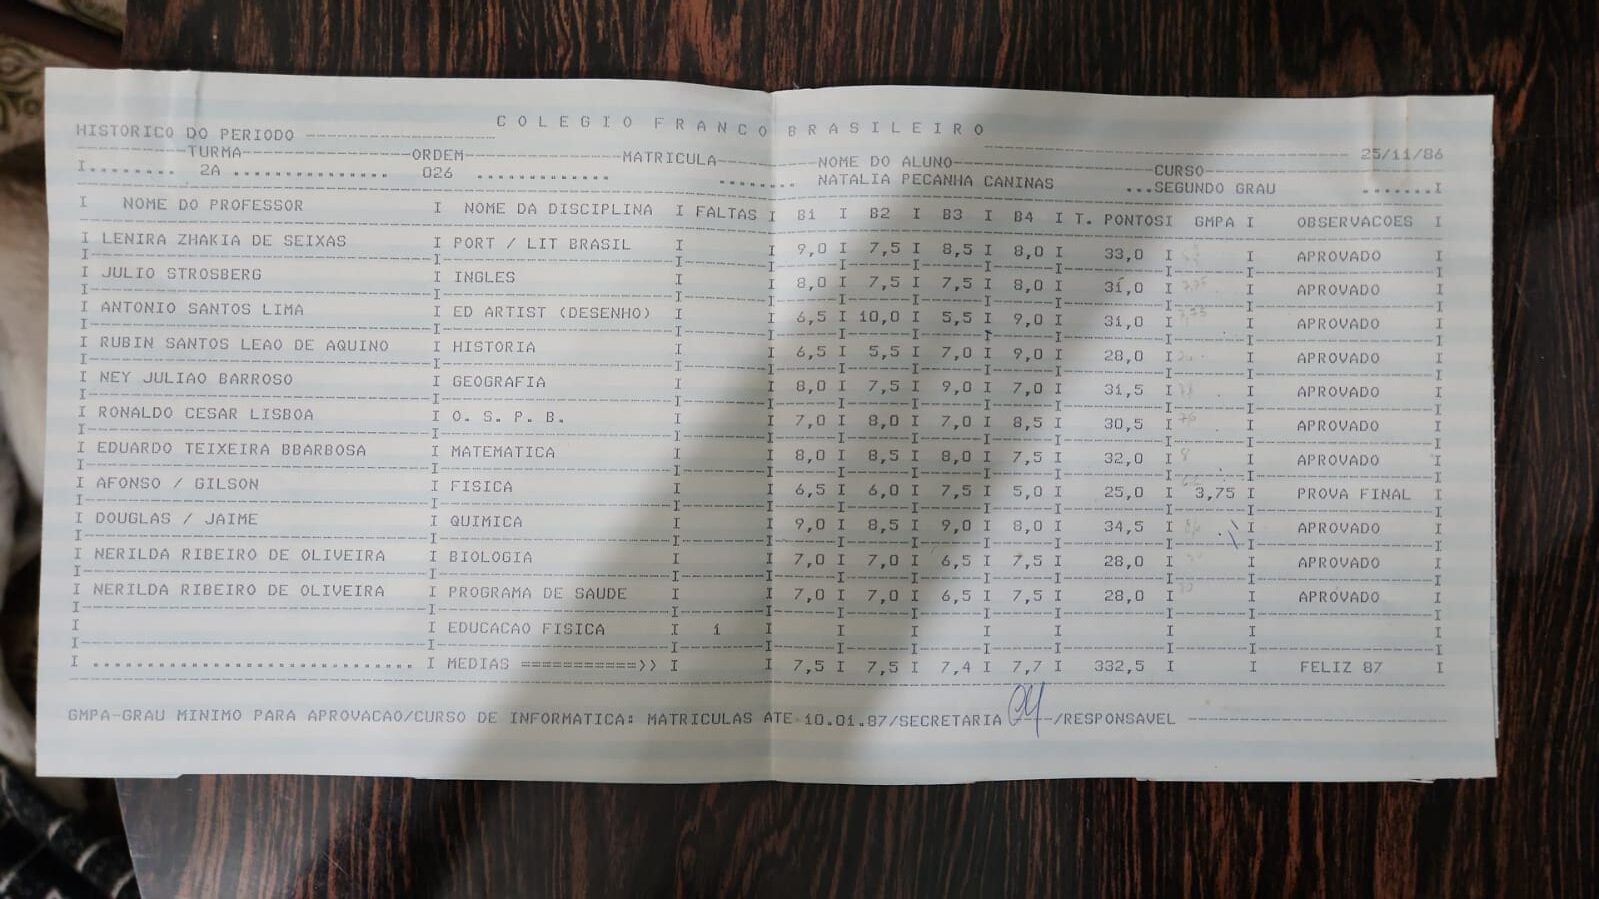 COLEGIO FRANCO BRASILEIRO
HISTORICO DO PERIODO ---------------------- 25/11/86
TURMA ORDEM MATRICULA NOME DO ALUNO CURSO
I........ 2A ............... 026 ............. ........ NATALIA PECANHA CANINAS ...SEGUNDO GRAU .......I
I NOME DO PROFESSOR I NOME DA DISCIPLINA I FALTAS I B1 I B2 I B3 I B4 I T. PONTOSI GMPA I OBSERVACOES I
I LENIRA ZHAKIA DE SEIXAS I PORT / LIT BRASIL I I 9,0 I 7,5 I 8,5 I 8,0 I 33,0 I I APROVADO I
I JULIO STROSBERG I INGLES I I 8,0 I 7,5 I 7,5 I 8,0 I 31,0 I I APROVADO I
I ANTONIO SANTOS LIMA I ED ARTIST (DESENHO) I I 6,5 I 10,0 I 5,5 I 9,0 I 31,0 I I APROVADO I
I RUBIN SANTOS LEAO DE AQUINO I HISTORIA I I 6,5 I 5,5 I 7,0 I 9,0 I 28,0 I I APROVADO I
I NEY JULIAO BARROSO I GEOGRAFIA I I 8,0 I 7,5 I 9,0 I 7,0 I 31,5 I I APROVADO I
I RONALDO CESAR LISBOA I O. S. P. B. I I 7,0 I 8,0 I 7,0 I 8,5 I 30,5 I I APROVADO I
I EDUARDO TEIXEIRA BBARBOSA I MATEMATICA I I 8,0 I 8,5 I 8,0 I 7,5 I 32,0 I I APROVADO I
I AFONSO / GILSON I FISICA I I 6,5 I 6,0 I 7,5 I 5,0 I 25,0 I 3,75 I PROVA FINAL I
I DOUGLAS / JAIME I QUIMICA I I 9,0 I 8,5 I 9,0 I 8,0 I 34,5 I I APROVADO I
I NERILDA RIBEIRO DE OLIVEIRA I BIOLOGIA I I 7,0 I 7,0 I 6,5 I 7,5 I 28,0 I I APROVADO I
I NERILDA RIBEIRO DE OLIVEIRA I PROGRAMA DE SAUDE I I 7,0 I 7,0 I 6,5 I 7,5 I 28,0 I I APROVADO I
I I EDUCACAO FISICA I 1 I I I I I I I I
I ............................... I MEDIAS ===========)) I I 7,5 I 7,5 I 7,4 I 7,7 I 332,5 I I FELIZ 87 I
GMPA-GRAU MINIMO PARA APROVACAO/CURSO DE INFORMATICA: MATRICULAS ATE 10.01.87/SECRETARIA ----/RESPONSAVEL ------------------------